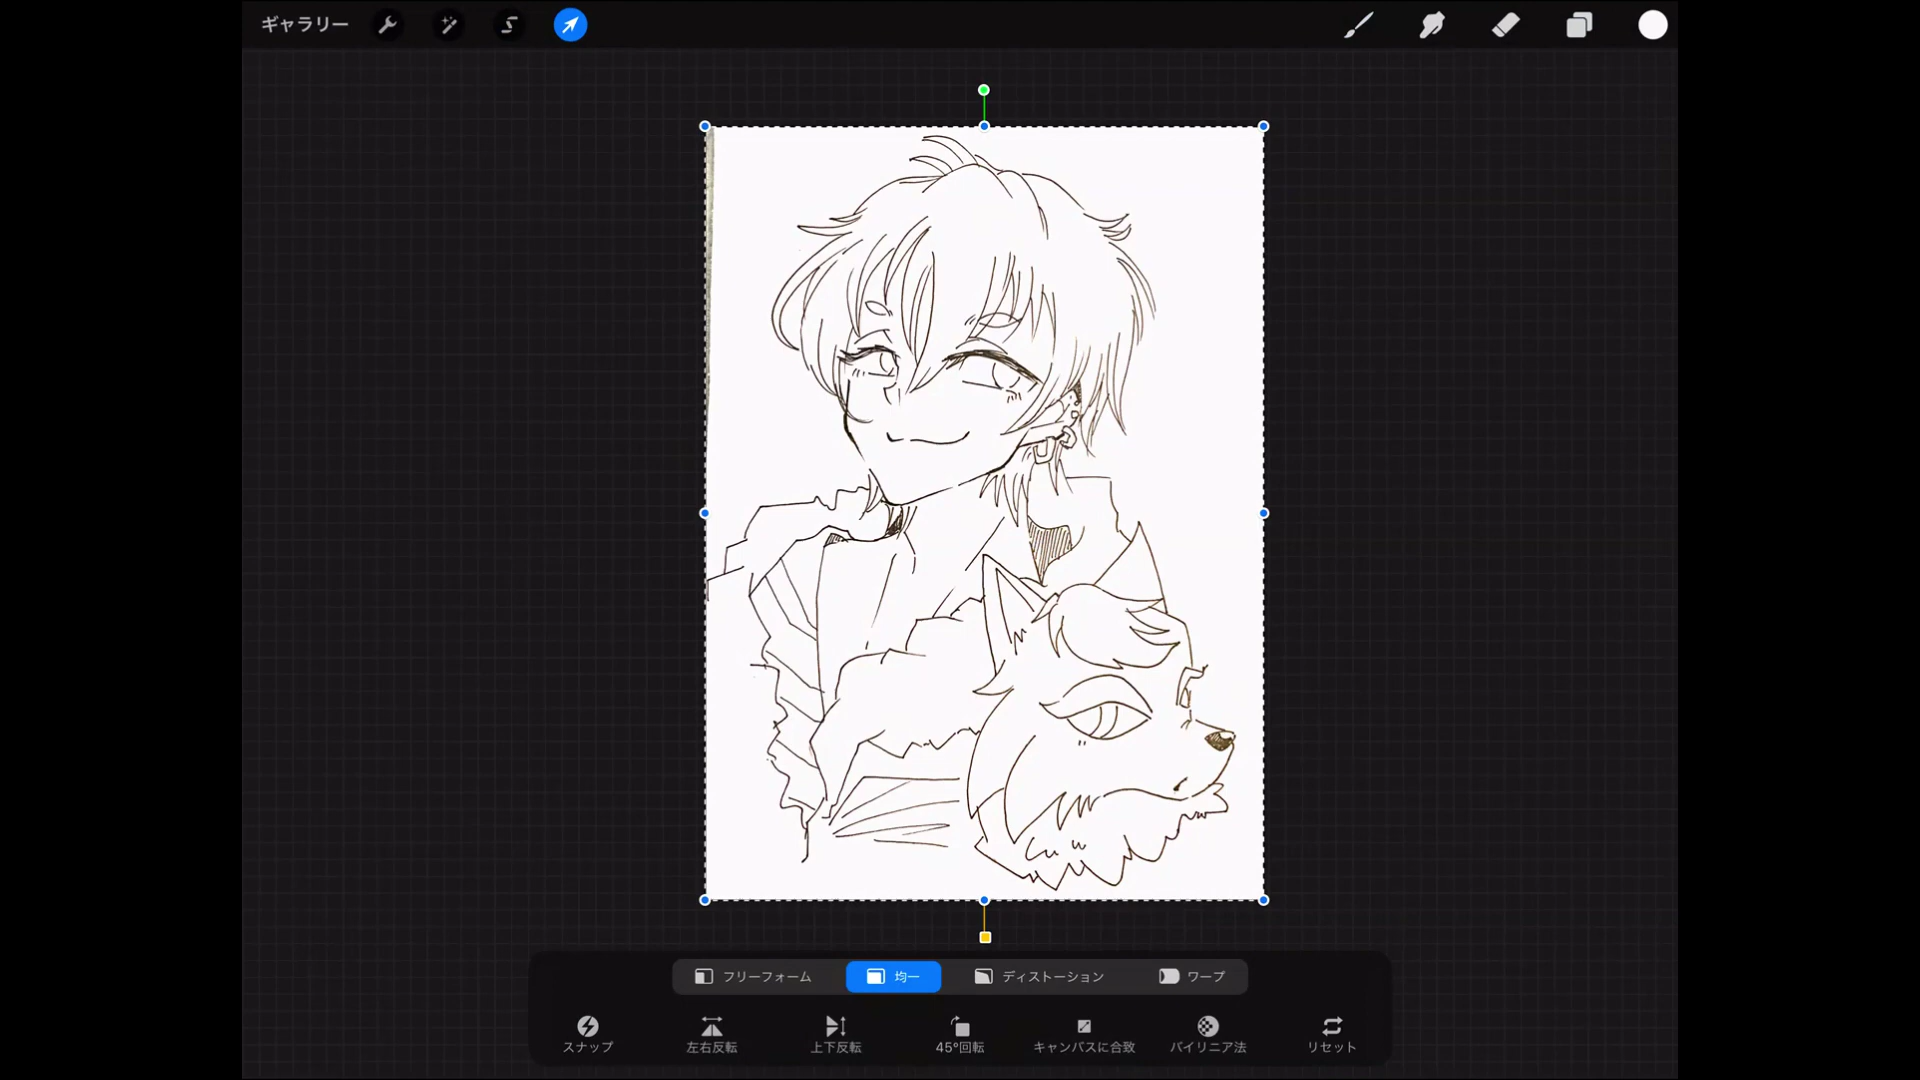 ギャラリー
フリーフォーム
均一
ディストーション
ワープ
スナップ
左右反転
上下反転
45°回転
キャンバスに合致
バイリニア法
リセット